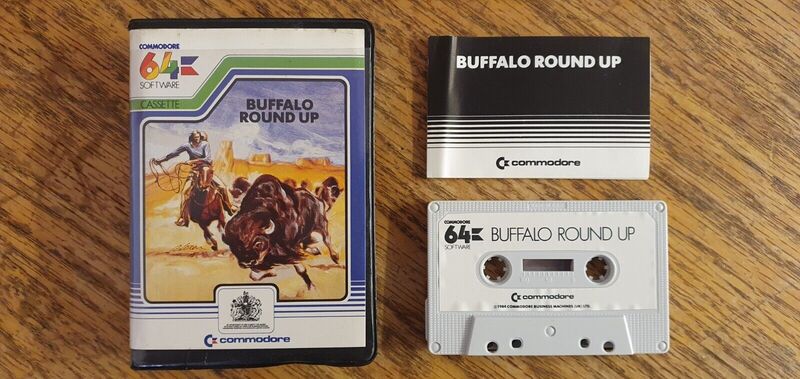 COMMODORE
64
SOFTWARE
CASSETTE
BUFFALO
ROUND UP
commodore
BUFFALO ROUND UP
commodore
COMMODORE
64
SOFTWARE
BUFFALO ROUND UP
commodore
©1984 COMMODORE BUSINESS MACHINES (UK) LTD.